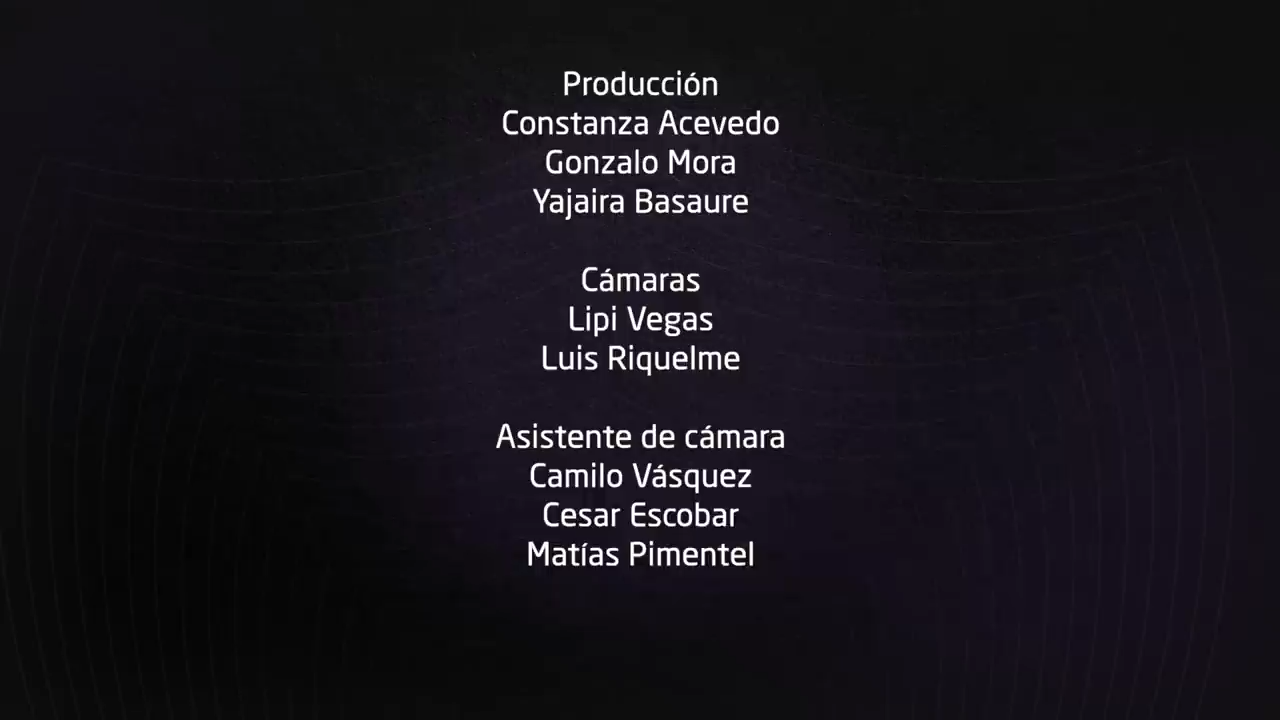 Producción
Constanza Acevedo
Gonzalo Mora
Yajaira Basaure
Cámaras
Lipi Vegas
Luis Riquelme
Asistente de cámara
Camilo Vásquez
Cesar Escobar
Matías Pimentel